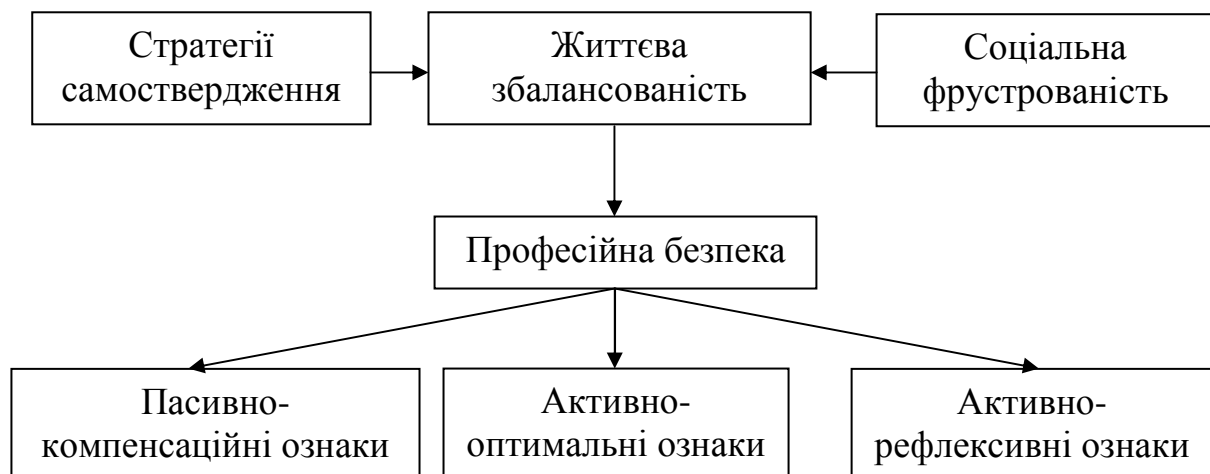 Стратегії
самоствердження
Життєва
збалансованість
Соціальна
фрустрованість
Професійна безпека
Пасивно-
компенсаційні ознаки
Активно-
оптимальні ознаки
Активно-
рефлексивні ознаки